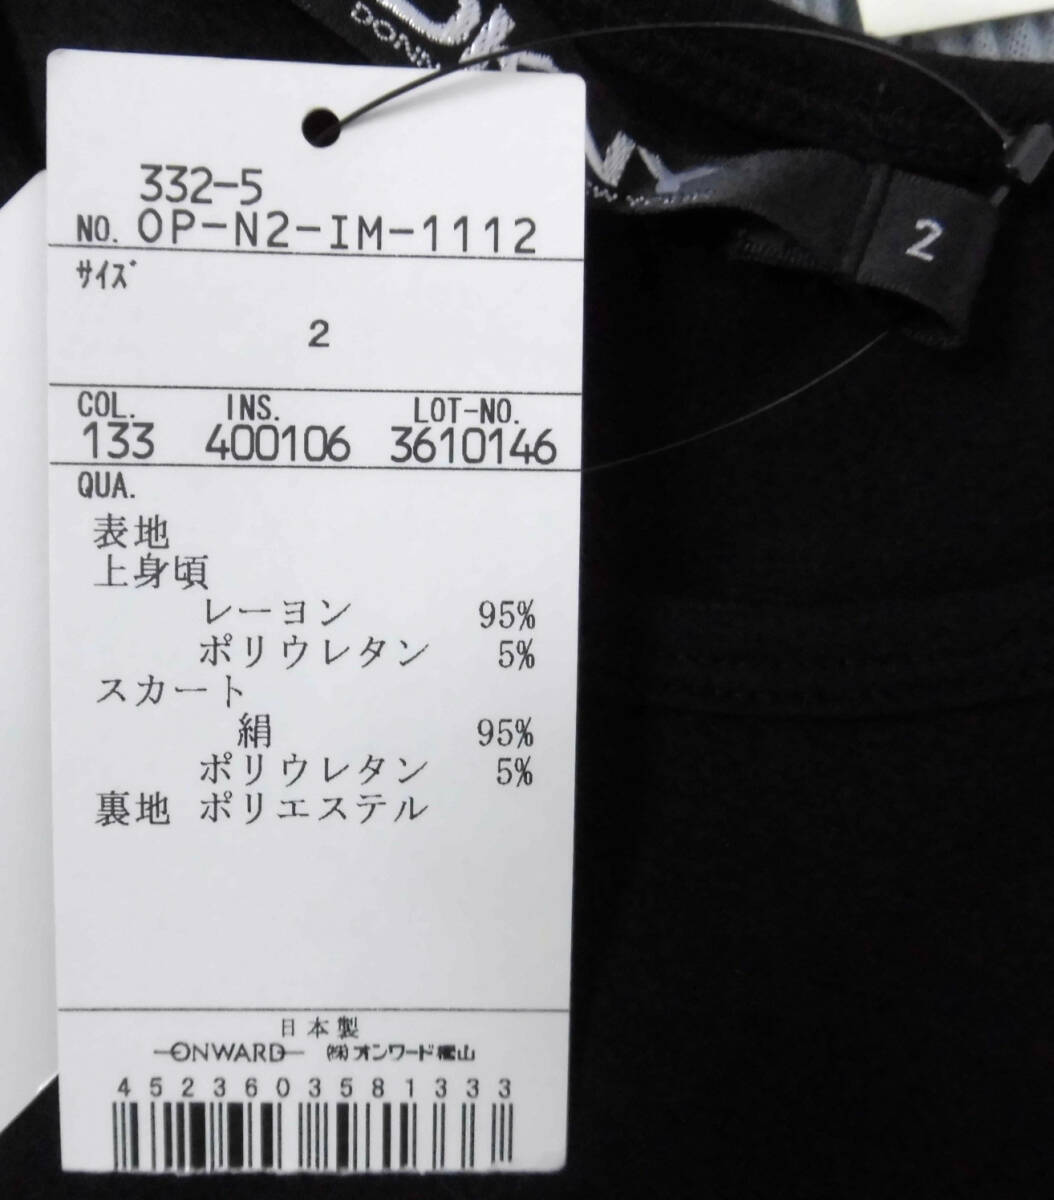 332-5
NO. OP-N2-IM-1112
サイズ
2
COL. INS. LOT-NO.
133 400106 3610146
QUA.
表地
上身頃
レーヨン 95%
ポリウレタン 5%
スカート
絹 95%
ポリウレタン 5%
裏地 ポリエステル
日本製
ONWARD ㈱オンワード樫山
4523603581333
2